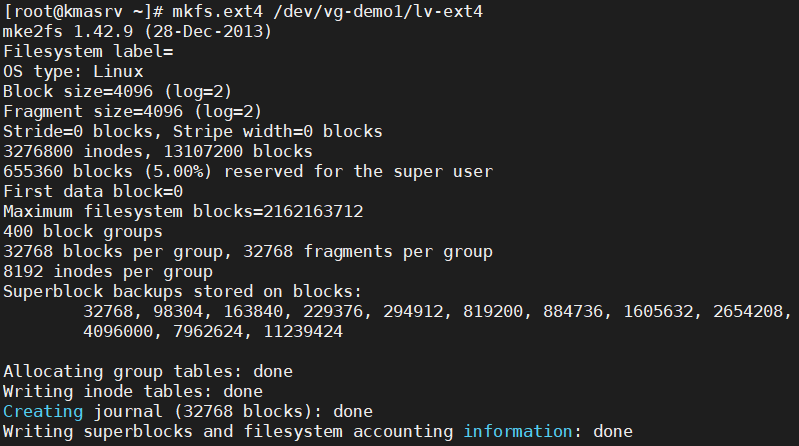 [root@kmasrv ~]# mkfs.ext4 /dev/vg-demo1/lv-ext4
mke2fs 1.42.9 (28-Dec-2013)
Filesystem label=
OS type: Linux
Block size=4096 (log=2)
Fragment size=4096 (log=2)
Stride=0 blocks, Stripe width=0 blocks
3276800 inodes, 13107200 blocks
655360 blocks (5.00%) reserved for the super user
First data block=0
Maximum filesystem blocks=2162163712
400 block groups
32768 blocks per group, 32768 fragments per group
8192 inodes per group
Superblock backups stored on blocks:
        32768, 98304, 163840, 229376, 294912, 819200, 884736, 1605632, 2654208,
        4096000, 7962624, 11239424

Allocating group tables: done
Writing inode tables: done
Creating journal (32768 blocks): done
Writing superblocks and filesystem accounting information: done